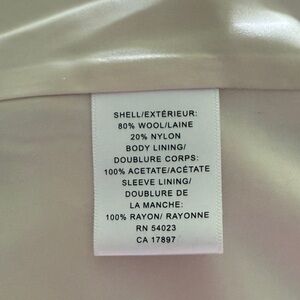 SHELL/EXTÉRIEUR:
80% WOOL/LAINE
20% NYLON
BODY LINING/
DOUBLURE CORPS:
100% ACETATE/ACÉTATE
SLEEVE LINING/
DOUBLURE DE
LA MANCHE:
100% RAYON/ RAYONNE
RN 54023
CA 17897